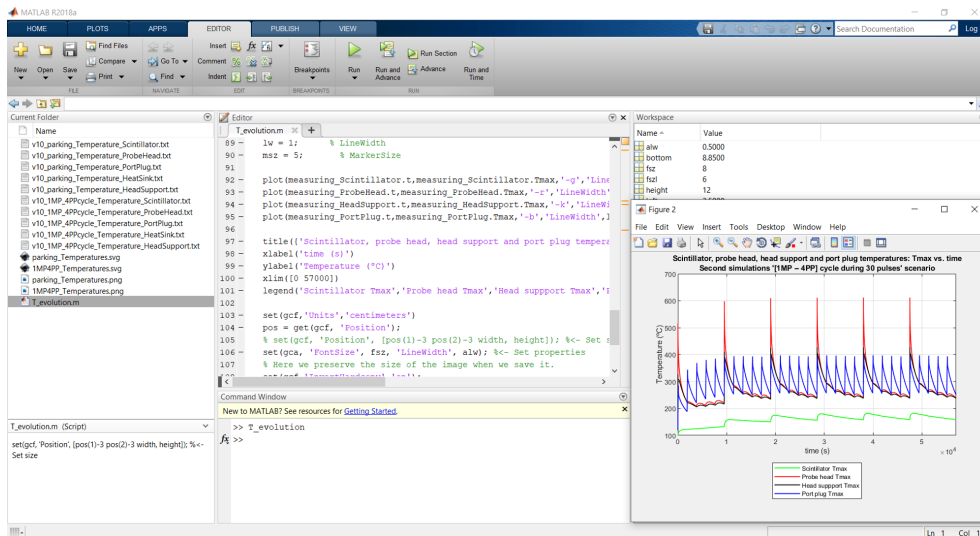 MATLAB R2018a
HOME PLOTS APPS EDITOR PUBLISH VIEW
Search Documentation
Log
New Open Save
Find Files
Compare
Print
Go To
Find
Insert
Comment
Indent
Breakpoints
Run
Run and Advance
Run Section
Advance
Run and Time
FILE NAVIGATE EDIT BREAKPOINTS RUN
Current Folder
Name
v10_parking_Temperature_Scintillator.txt
v10_parking_Temperature_ProbeHead.txt
v10_parking_Temperature_PortPlug.txt
v10_parking_Temperature_HeatSink.txt
v10_parking_Temperature_HeadSupport.txt
v10_1MP_4PPcycle_Temperature_Scintillator.txt
v10_1MP_4PPcycle_Temperature_ProbeHead.txt
v10_1MP_4PPcycle_Temperature_PortPlug.txt
v10_1MP_4PPcycle_Temperature_HeatSink.txt
v10_1MP_4PPcycle_Temperature_HeadSupport.txt
parking_Temperatures.svg
1MP4PP_Temperatures.svg
parking_Temperatures.png
1MP4PP_Temperatures.png
T_evolution.m
T_evolution.m (Script)
set(gcf, 'Position', [pos(1)-3 pos(2)-3 width, height]); %<-
Set size
Editor
T_evolution.m
89 – lw = 1; % LineWidth
90 – msz = 5; % MarkerSize
91
92 – plot(measuring_Scintillator.t,measuring_Scintillator.Tmax,'-g','Line
93 – plot(measuring_ProbeHead.t,measuring_ProbeHead.Tmax,'-r','LineWidth'
94 – plot(measuring_HeadSupport.t,measuring_HeadSupport.Tmax,'-k','LineWi
95 – plot(measuring_PortPlug.t,measuring_PortPlug.Tmax,'-b','LineWidth',l
96
97 – title(['Scintillator, probe head, head support and port plug tempera
98 – xlabel('time (s)')
99 – ylabel('Temperature (ºC)')
100 – xlim([0 57000])
101 – legend('Scintillator Tmax','Probe head Tmax','Head suppport Tmax','P
102
103 – set(gcf,'Units','centimeters')
104 – pos = get(gcf, 'Position');
105 % set(gcf, 'Position', [pos(1)-3 pos(2)-3 width, height]); %<- Set s
106 – set(gca, 'FontSize', fsz, 'LineWidth', alw); %<- Set properties
107 % Here we preserve the size of the image when we save it.
Command Window
New to MATLAB? See resources for Getting Started.
>> T_evolution
fx >>
Workspace
Name Value
alw 0.5000
bottom 8.8500
fsz 8
fszl 6
height 12
Figure 2
File Edit View Insert Tools Desktop Window Help
Scintillator, probe head, head support and port plug temperatures: Tmax vs. time
Second simulations '[1MP – 4PP] cycle during 30 pulses' scenario
Temperature (ºC)
700
600
500
400
300
200
100
0 1 2 3 4 5
time (s)
×10⁴
Scintillator Tmax
Probe head Tmax
Head suppport Tmax
Port plug Tmax
Ln 1 Col 1